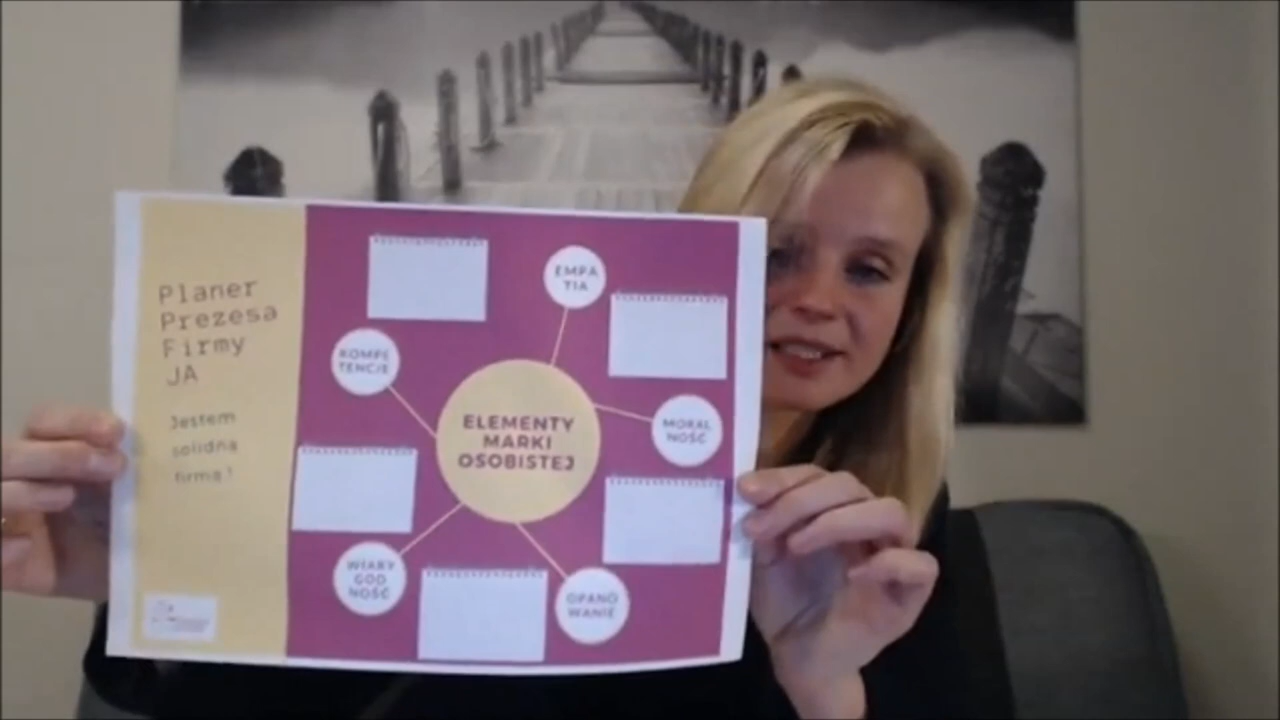 Planer
Prezesa
Firmy
JA
Jestem
solidną
firmą!
EMPA
TIA
KOMPE
TENCJE
ELEMENTY
MARKI
OSOBISTEJ
MORAL
NOŚĆ
WIARY
GOD
NOŚĆ
OPANO
WANIE